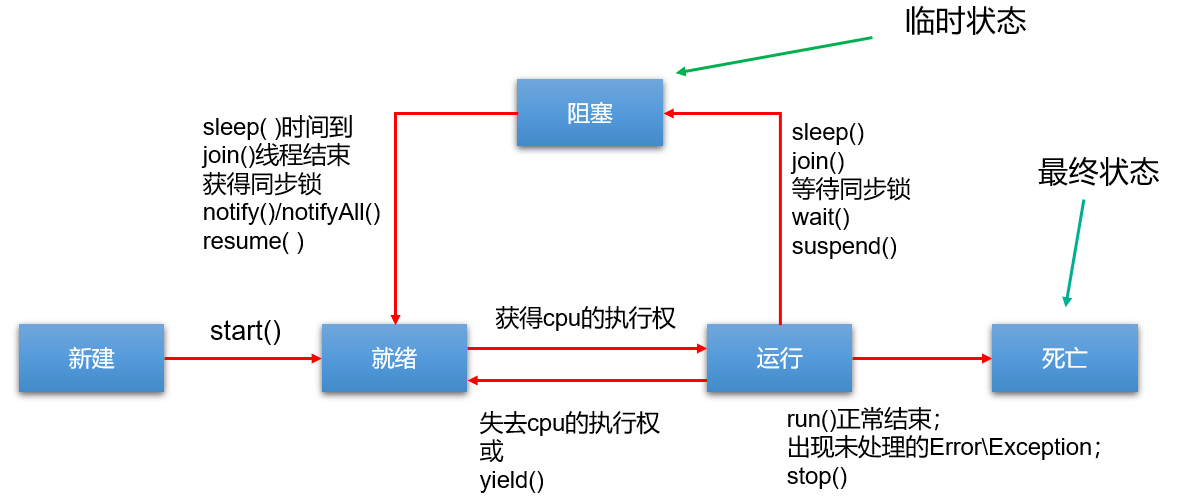 临时状态
阻塞
sleep( )时间到
join()线程结束
获得同步锁
notify()/notifyAll()
resume( )
sleep()
join()
等待同步锁
wait()
suspend()
最终状态
新建
start()
就绪
获得cpu的执行权
运行
死亡
失去cpu的执行权
或
yield()
run()正常结束；
出现未处理的Error\Exception；
stop()